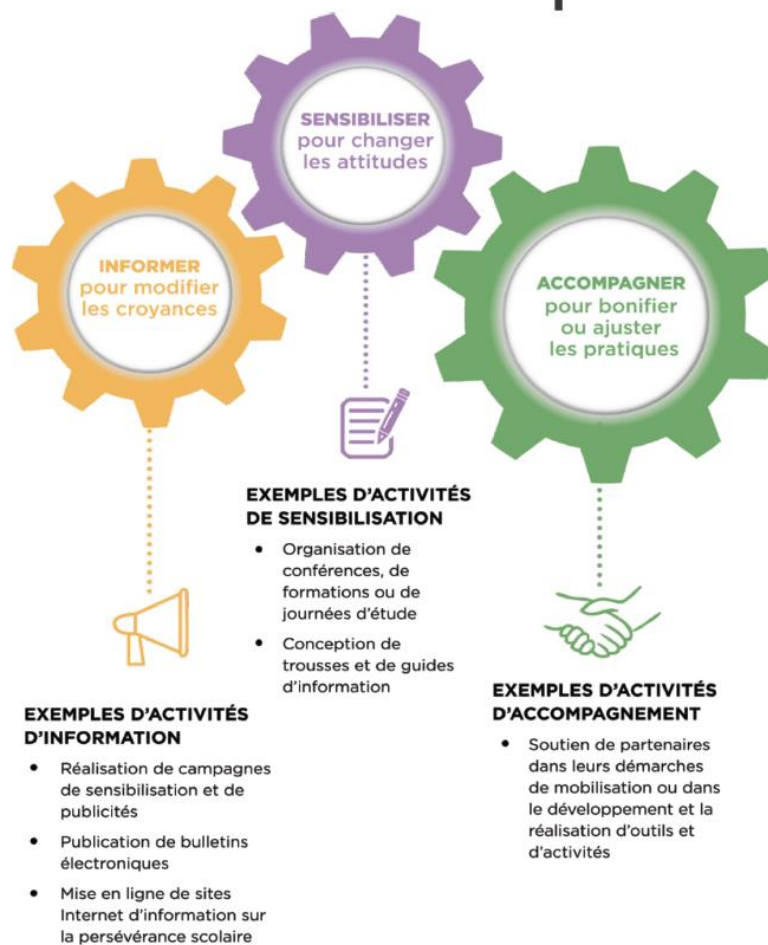 SENSIBILISER
pour changer
les attitudes
INFORMER
pour modifier
les croyances
ACCOMPAGNER
pour bonifier
ou ajuster
les pratiques
EXEMPLES D'ACTIVITÉS
DE SENSIBILISATION
• Organisation de
conférences, de
formations ou de
journées d'étude
• Conception de
trousses et de guides
d'information
EXEMPLES D'ACTIVITÉS
D'INFORMATION
• Réalisation de campagnes
de sensibilisation et de
publicités
• Publication de bulletins
électroniques
• Mise en ligne de sites
Internet d'information sur
la persévérance scolaire
EXEMPLES D'ACTIVITÉS
D'ACCOMPAGNEMENT
• Soutien de partenaires
dans leurs démarches
de mobilisation ou dans
le développement et la
réalisation d'outils et
d'activités